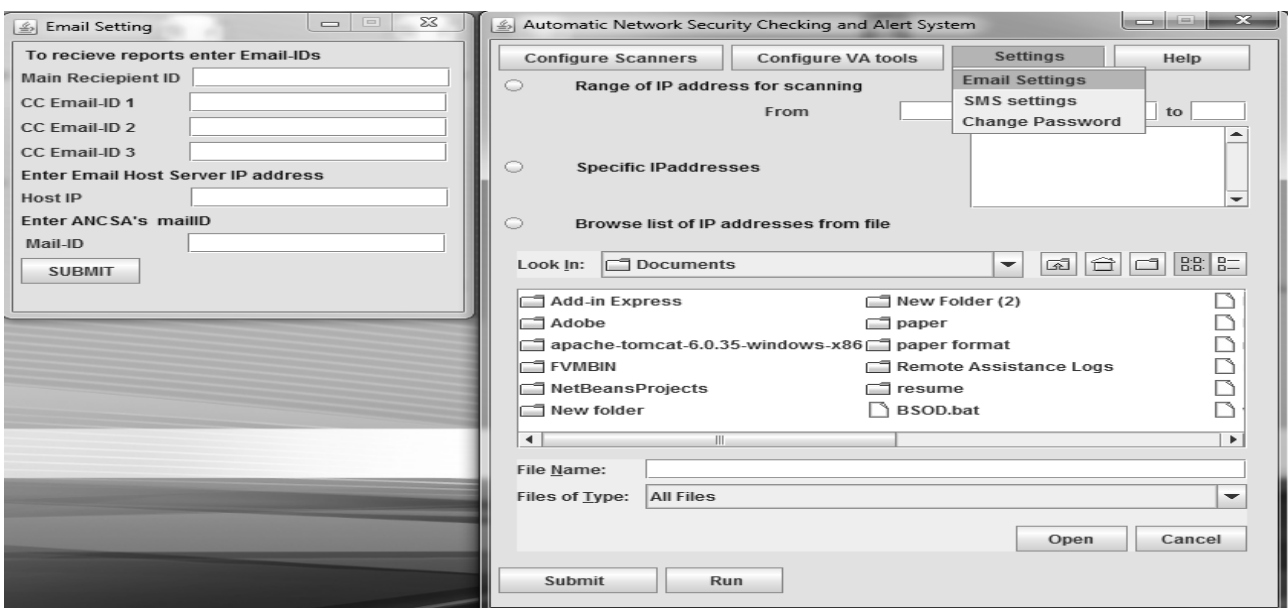 Email Setting
To recieve reports enter Email-IDs
Main Reciepient ID
CC Email-ID 1
CC Email-ID 2
CC Email-ID 3
Enter Email Host Server IP address
Host IP
Enter ANCSA's mailID
Mail-ID
SUBMIT
Automatic Network Security Checking and Alert System
Configure Scanners Configure VA tools Settings Help
Email Settings
SMS settings
Change Password
Range of IP address for scanning
From to
Specific IPaddresses
Browse list of IP addresses from file
Look In: Documents
Add-in Express New Folder (2)
Adobe paper
apache-tomcat-6.0.35-windows-x86 paper format
FVMBIN Remote Assistance Logs
NetBeansProjects resume
New folder BSOD.bat
File Name:
Files of Type: All Files
Open Cancel
Submit Run